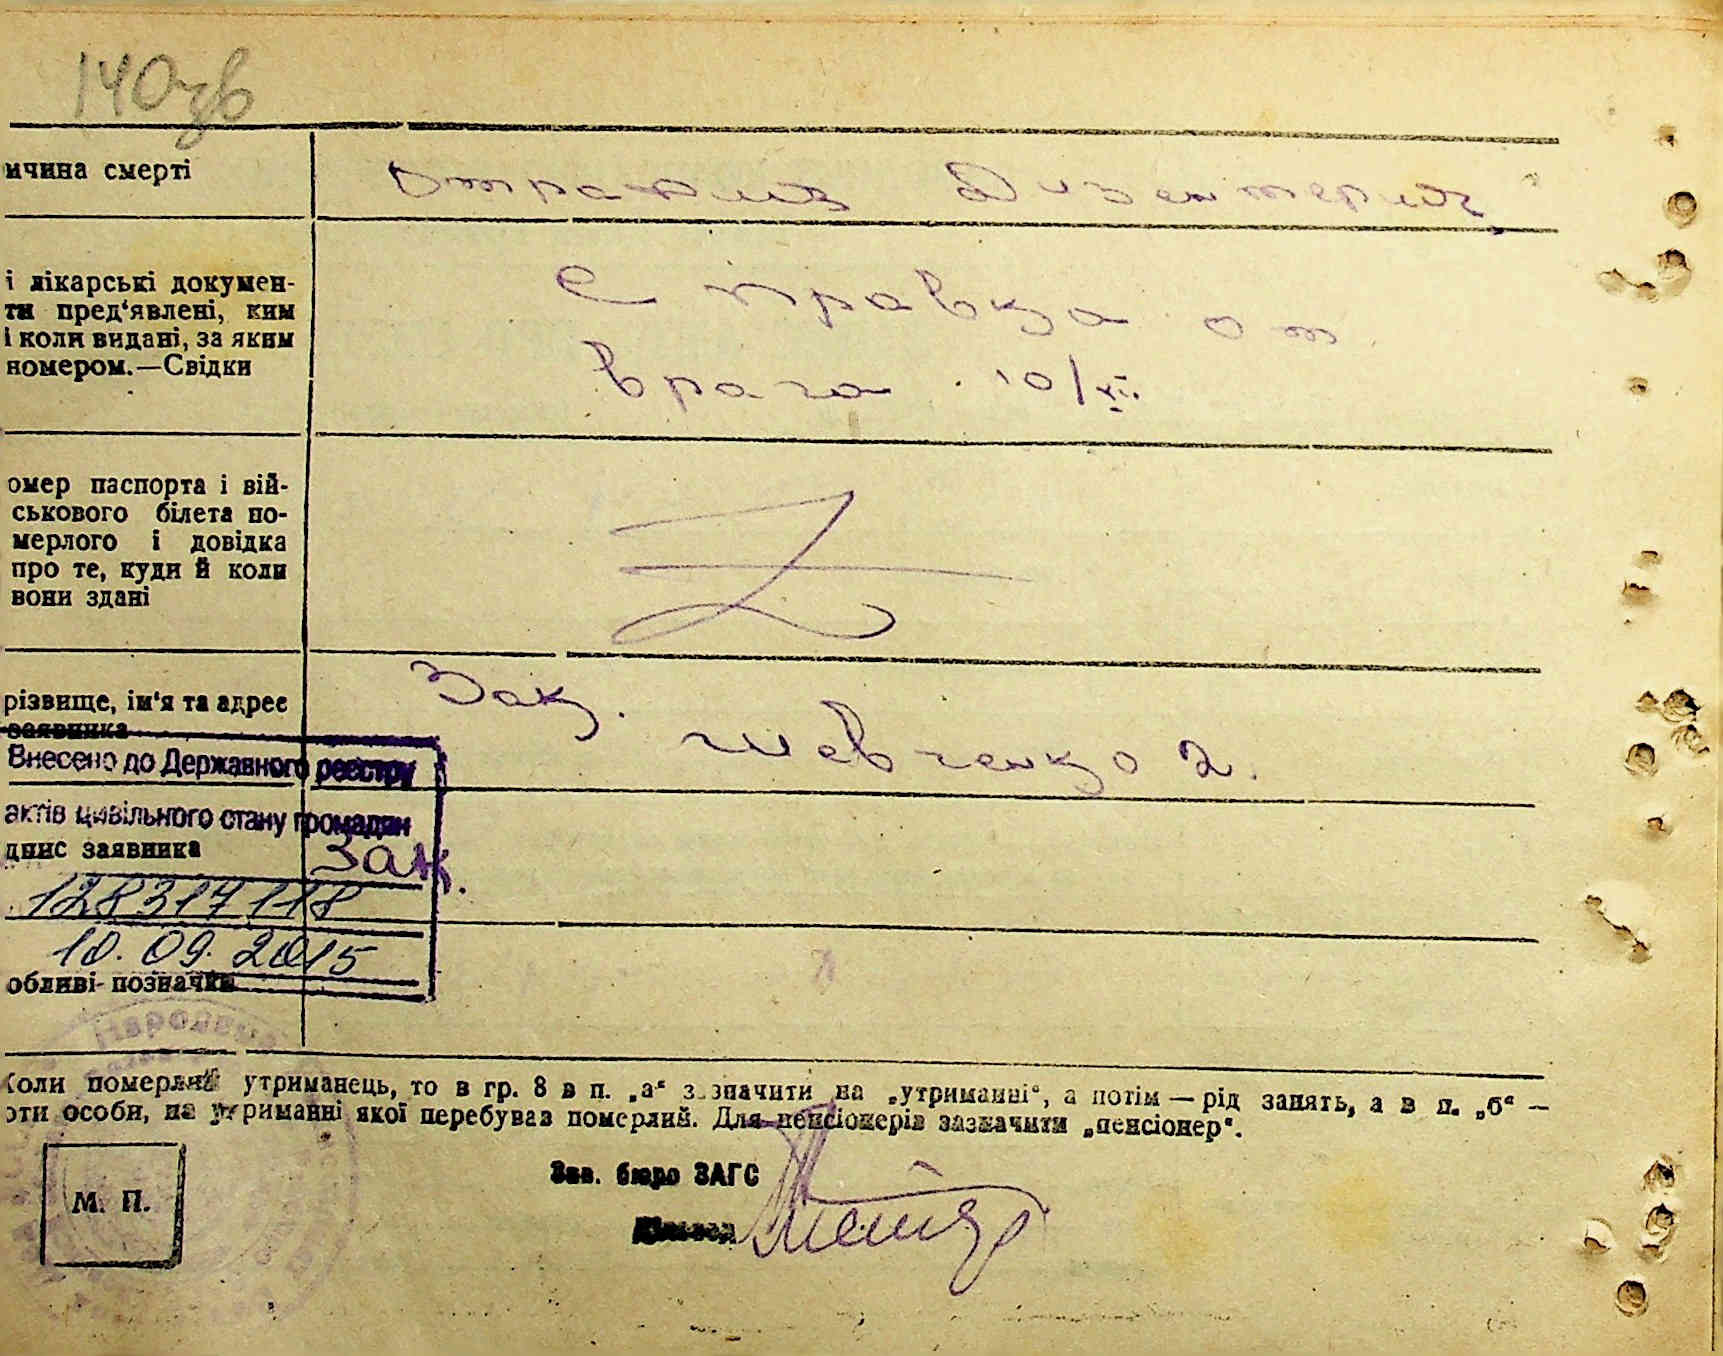 140зв
ичина смерті
Дизентерия
і лікарські докумен-
ти пред‘явлені, ким
і коли видані, за яким
номером.—Свідки
Справка от
врача 10/XI.
омер паспорта і вій-
ськового білета по-
мерлого і довідка
про те, куди й коли
вони здані
різвище, ім‘я та адрес
заявника
Зак.
Шевченко 2.
Внесено до Державного реєстру
актів цивільного стану громадян
дпис заявника
Зак.
128317118
10.09.2015
обливі позначки
Коли померлий утриманець, то в гр. 8 в п. „а“ зазначити на „утриманні“, а потім — рід занять, а в п. „б“ —
оти особи, на утриманні якої перебував померлий. Для пенсіонерів зазначити „пенсіонер“.
М. П.
Зав. бюро ЗАГС